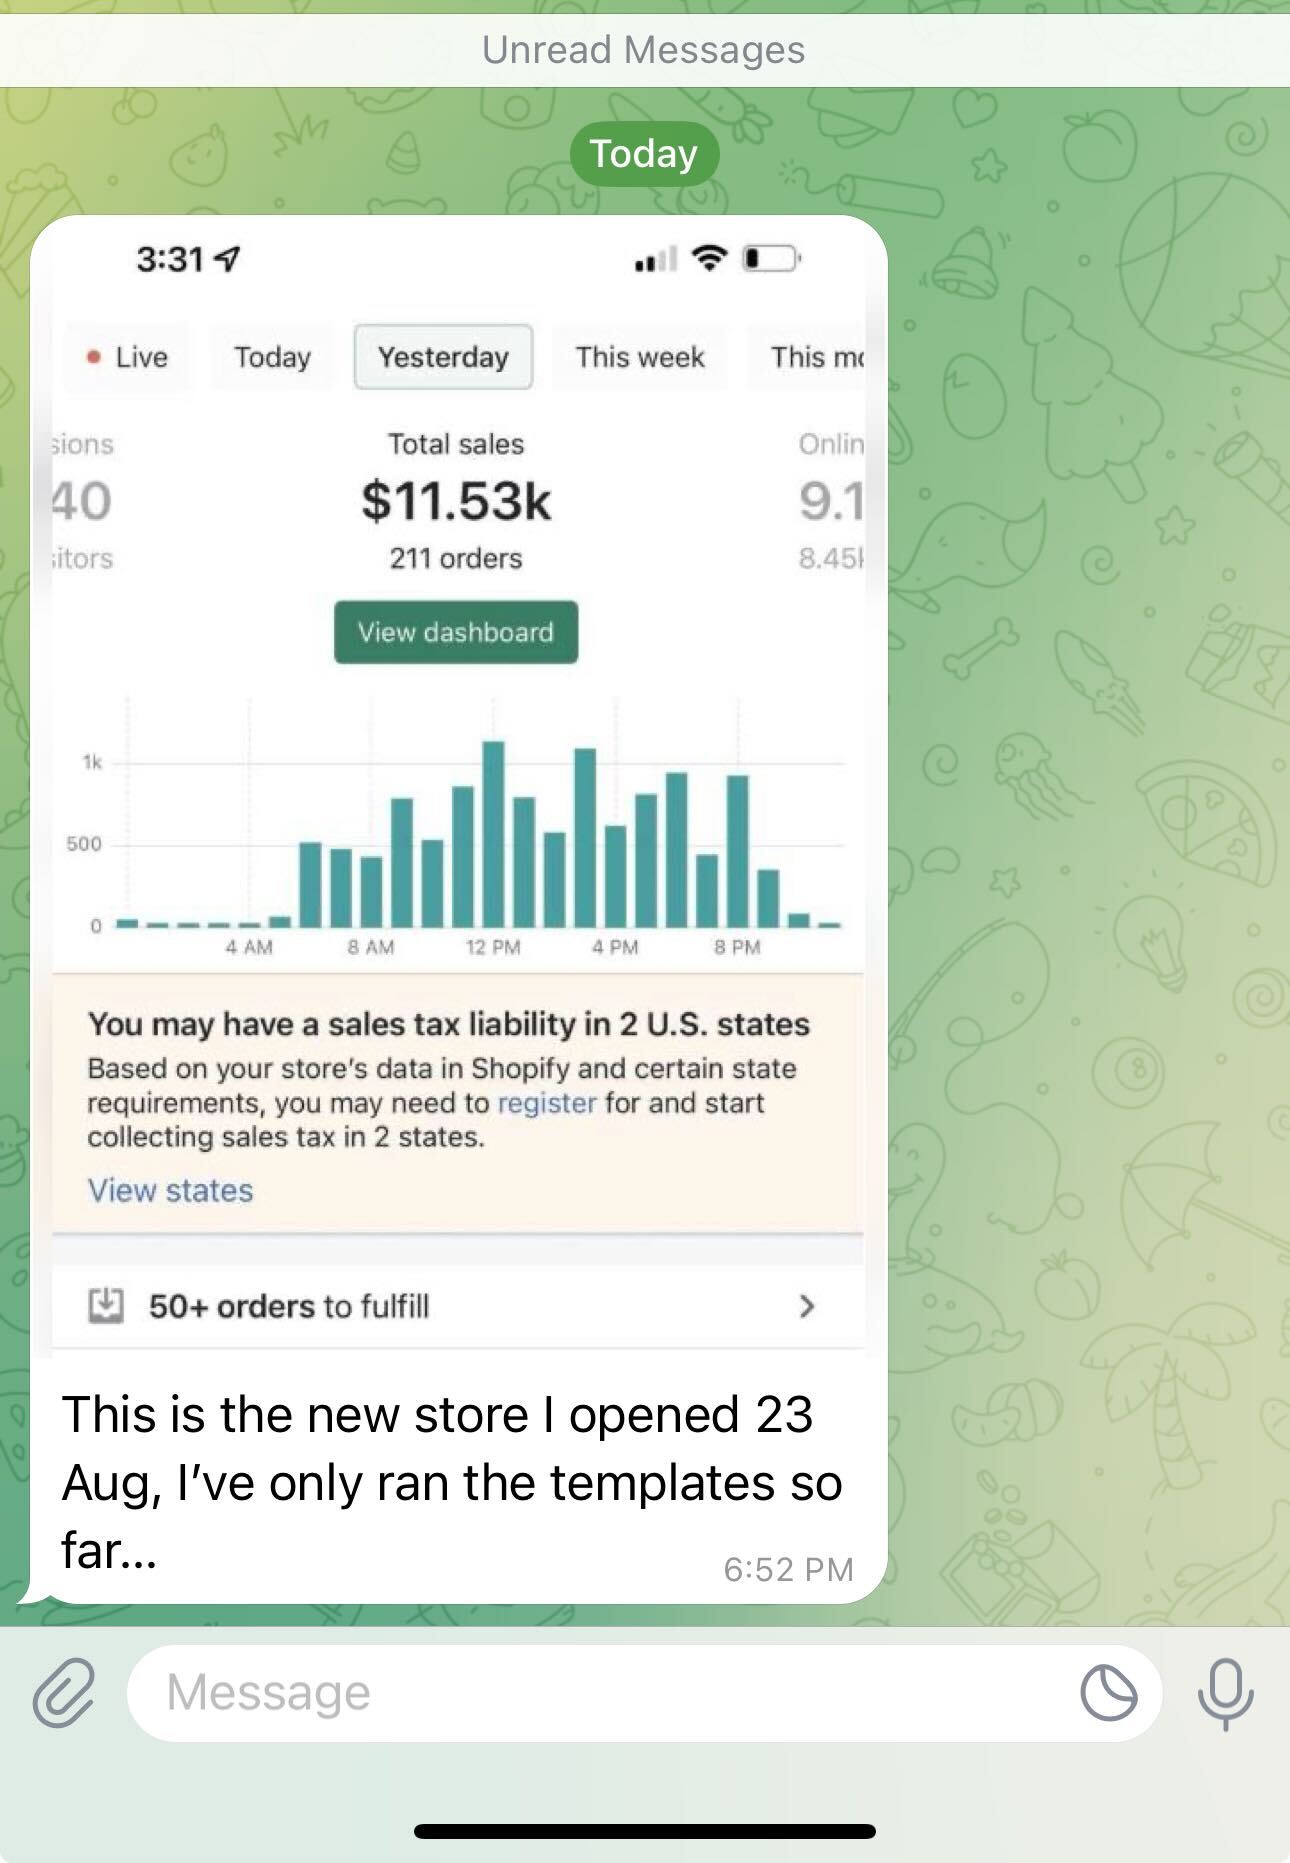 Unread Messages
Today
3:31
Live Today Yesterday This week This mo
sions Total sales Onlin
40 $11.53k 9.1
itors 211 orders 8.45k
View dashboard
1k
500
0
4 AM 8 AM 12 PM 4 PM 8 PM
You may have a sales tax liability in 2 U.S. states
Based on your store's data in Shopify and certain state
requirements, you may need to register for and start
collecting sales tax in 2 states.
View states
50+ orders to fulfill
This is the new store I opened 23
Aug, I've only ran the templates so
far...
6:52 PM
Message